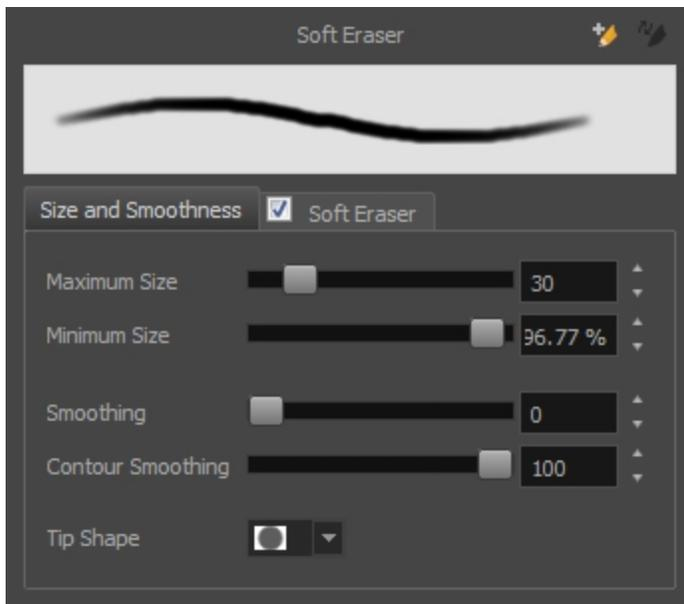 Soft Eraser
Size and Smoothness Soft Eraser
Maximum Size 30
Minimum Size 96.77 %
Smoothing 0
Contour Smoothing 100
Tip Shape